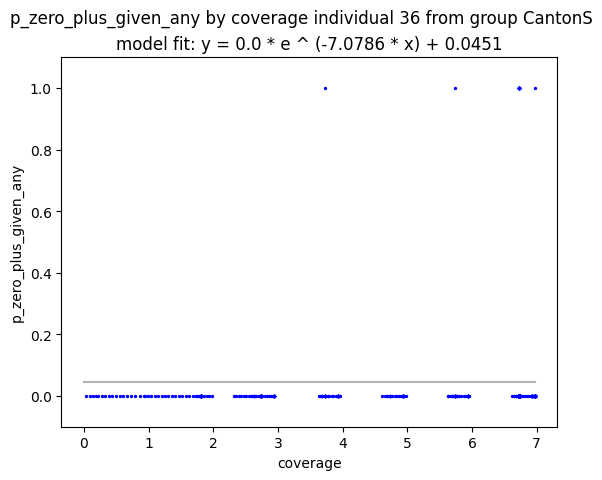 p_zero_plus_given_any by coverage individual 36 from group CantonS
model fit: y = 0.0 * e ^ (-7.0786 * x) + 0.0451
1.0
0.8
0.6
0.4
0.2
0.0
p_zero_plus_given_any
0 1 2 3 4 5 6 7
coverage